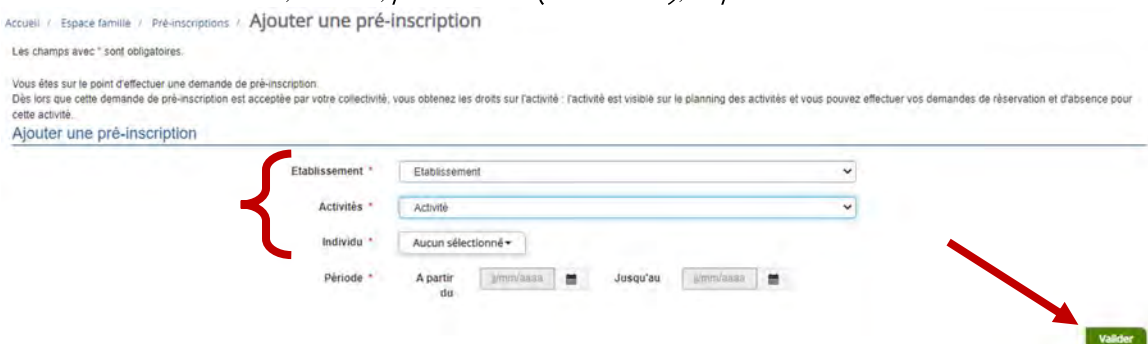 Accueil / Espace famille / Pré-inscriptions / Ajouter une pré-inscription
Les champs avec * sont obligatoires.
Vous êtes sur le point d'effectuer une demande de pré-inscription.
Dès lors que cette demande de pré-inscription est acceptée par votre collectivité, vous obtenez les droits sur l'activité : l'activité est visible sur le planning des activités et vous pouvez effectuer vos demandes de réservation et d'absence pour
cette activité.
Ajouter une pré-inscription
Etablissement * Etablissement
Activités * Activité
Individu * Aucun sélectionné
Période * A partir du jj/mm/aaaa Jusqu'au jj/mm/aaaa
Valider